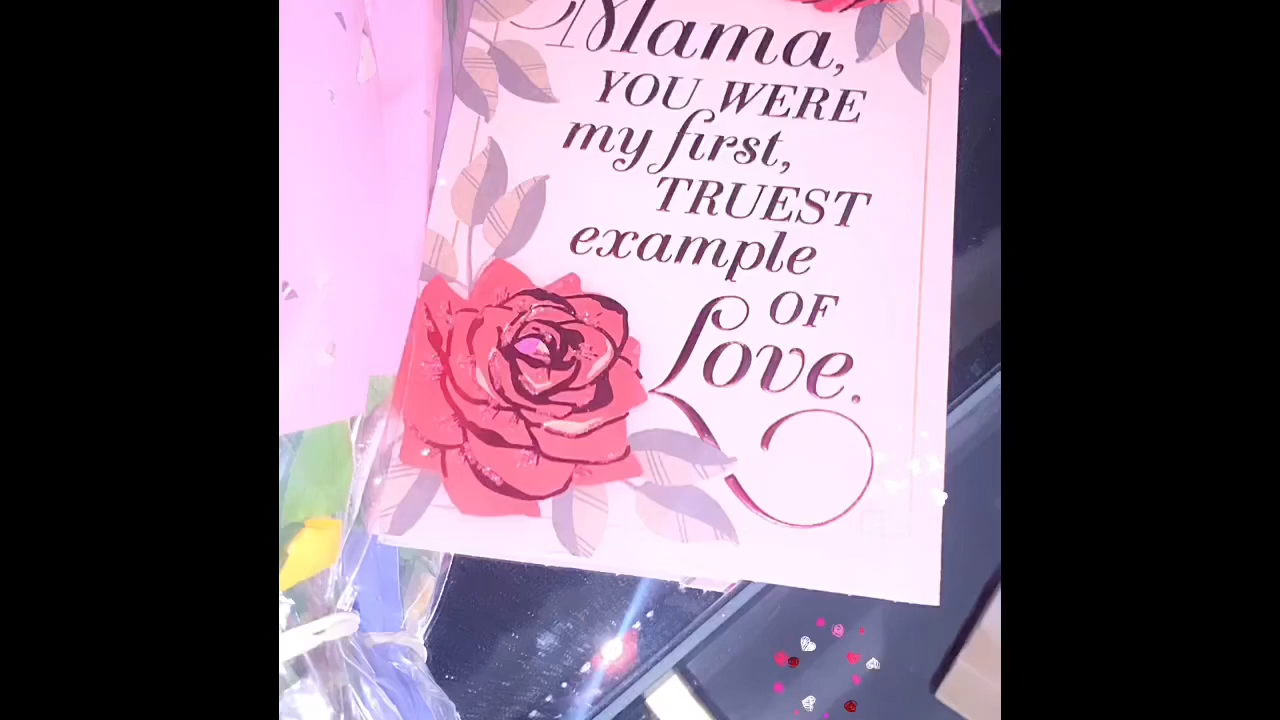 Mama,
YOU WERE
my first,
TRUEST
example
OF
love.